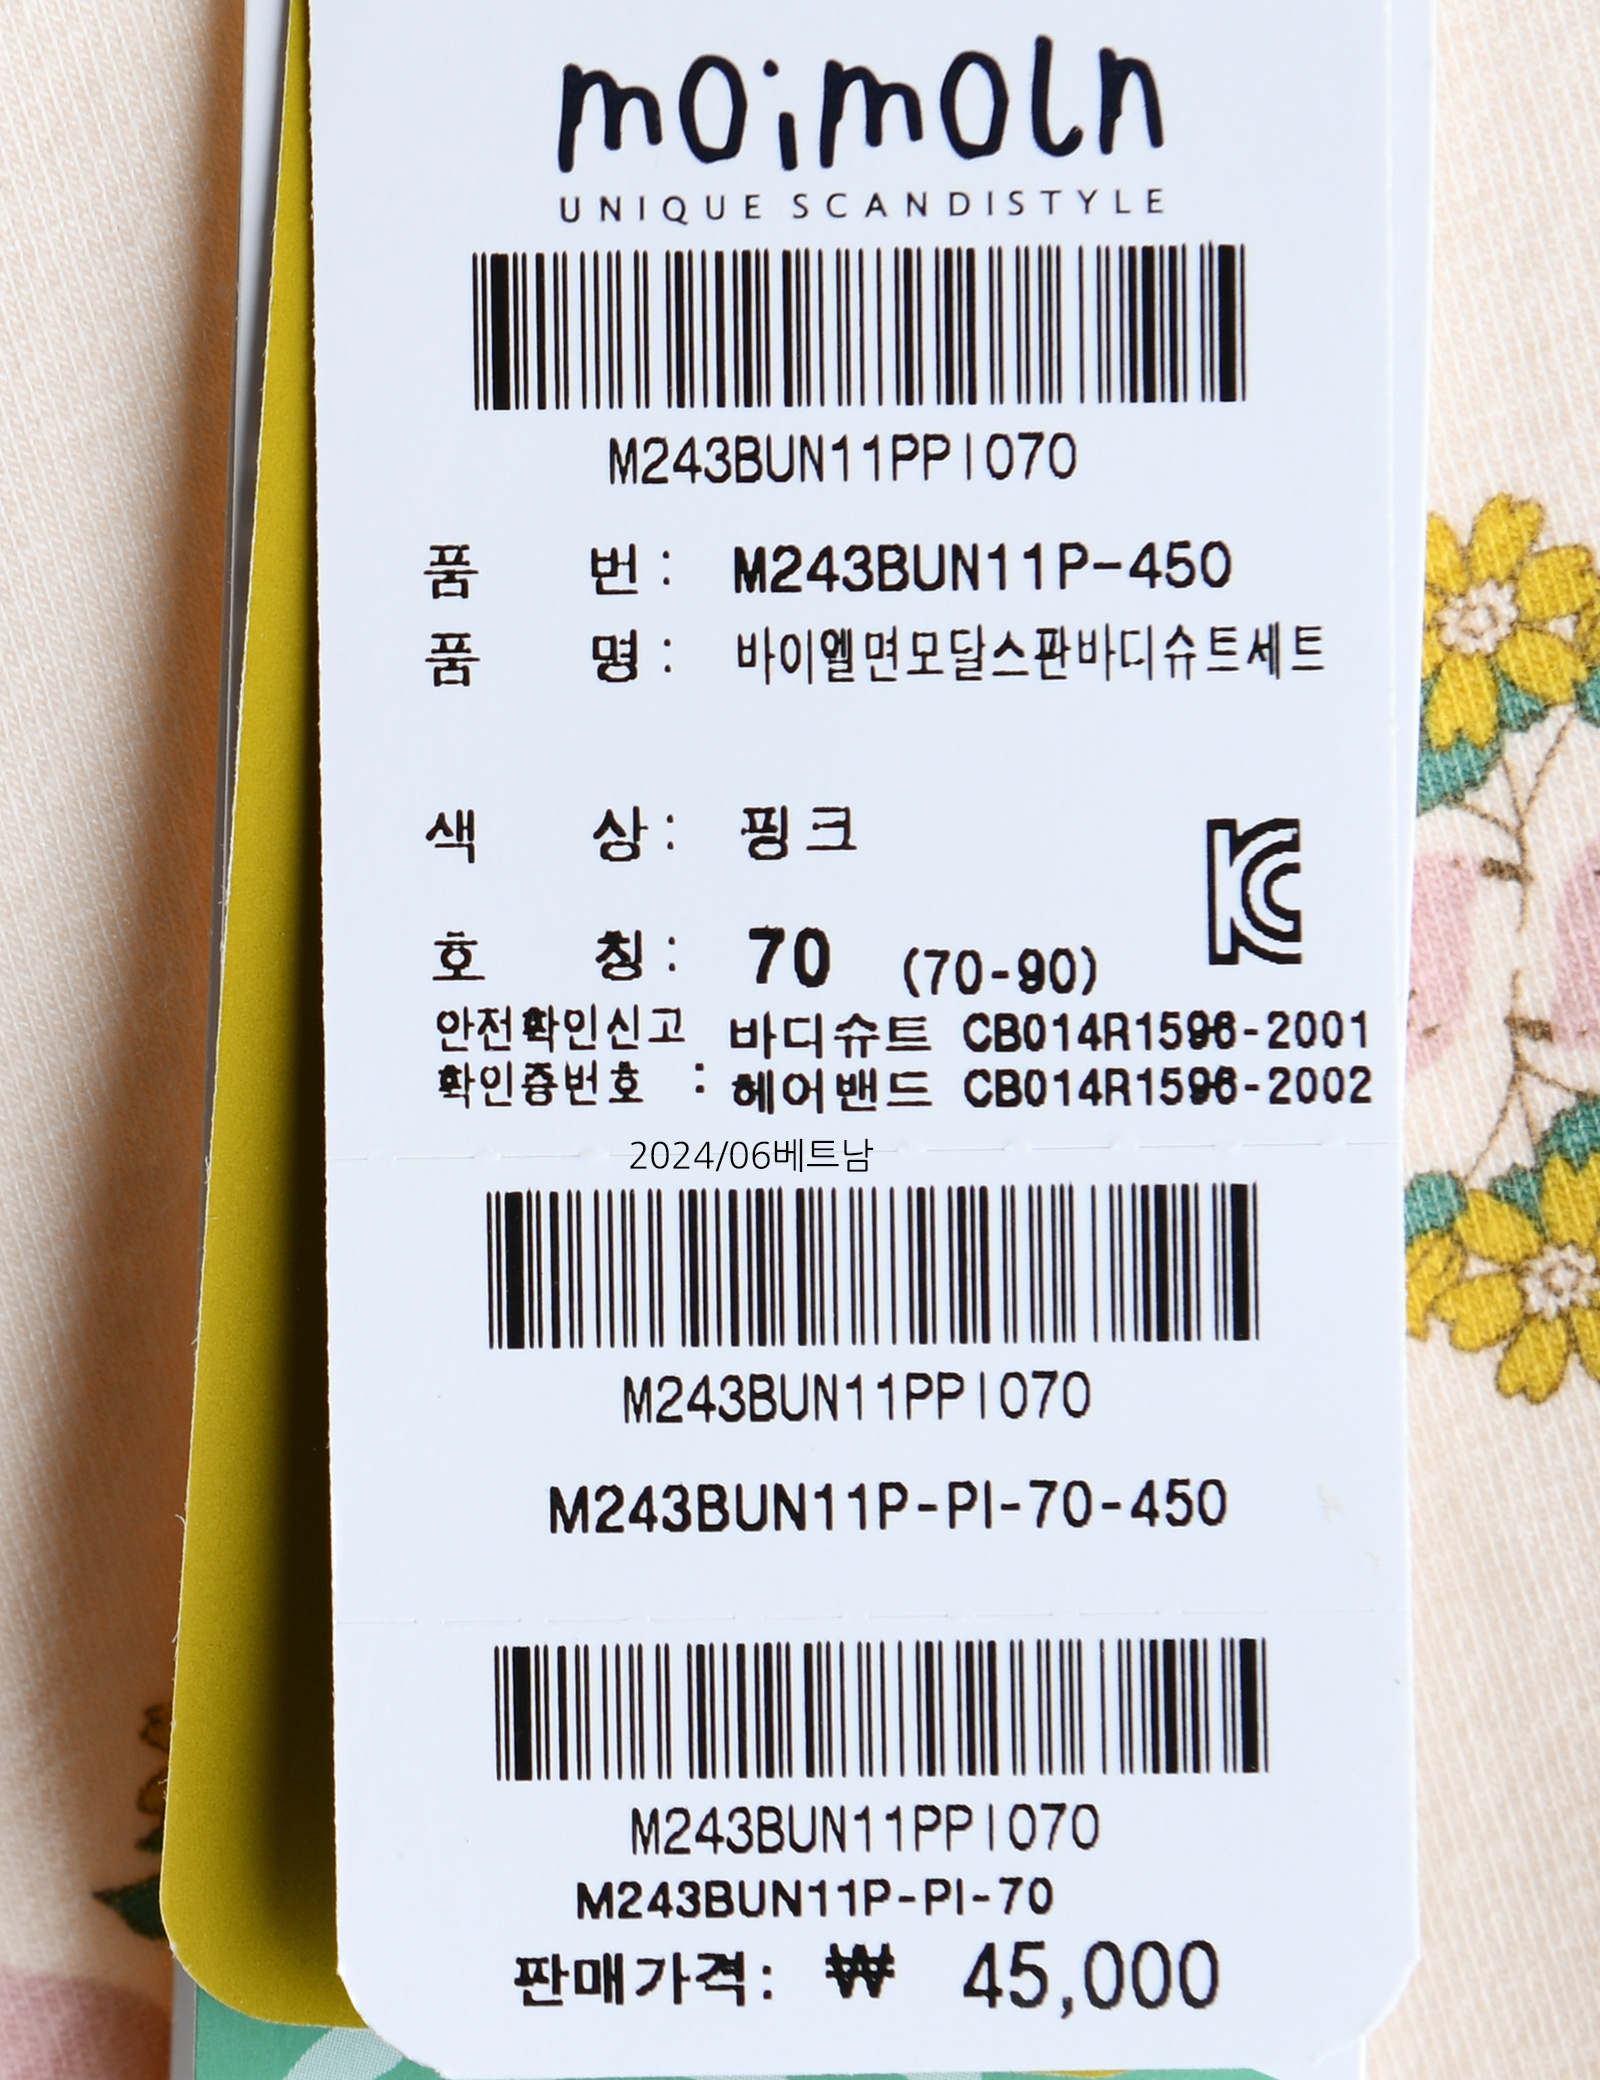 moimoln
UNIQUE SCANDISTYLE
M243BUN11PPI070
품 번 : M243BUN11P-450
품 명 : 바이엘면모달스판바디슈트세트
색 상 : 핑크
호 칭 : 70 (70-90)
안전확인신고 바디슈트 CB014R1596-2001
확인증번호 : 헤어밴드 CB014R1596-2002
2024/06베트남
M243BUN11PPI070
M243BUN11P-PI-70-450
M243BUN11PPI070
M243BUN11P-PI-70
판매가격: ₩ 45,000